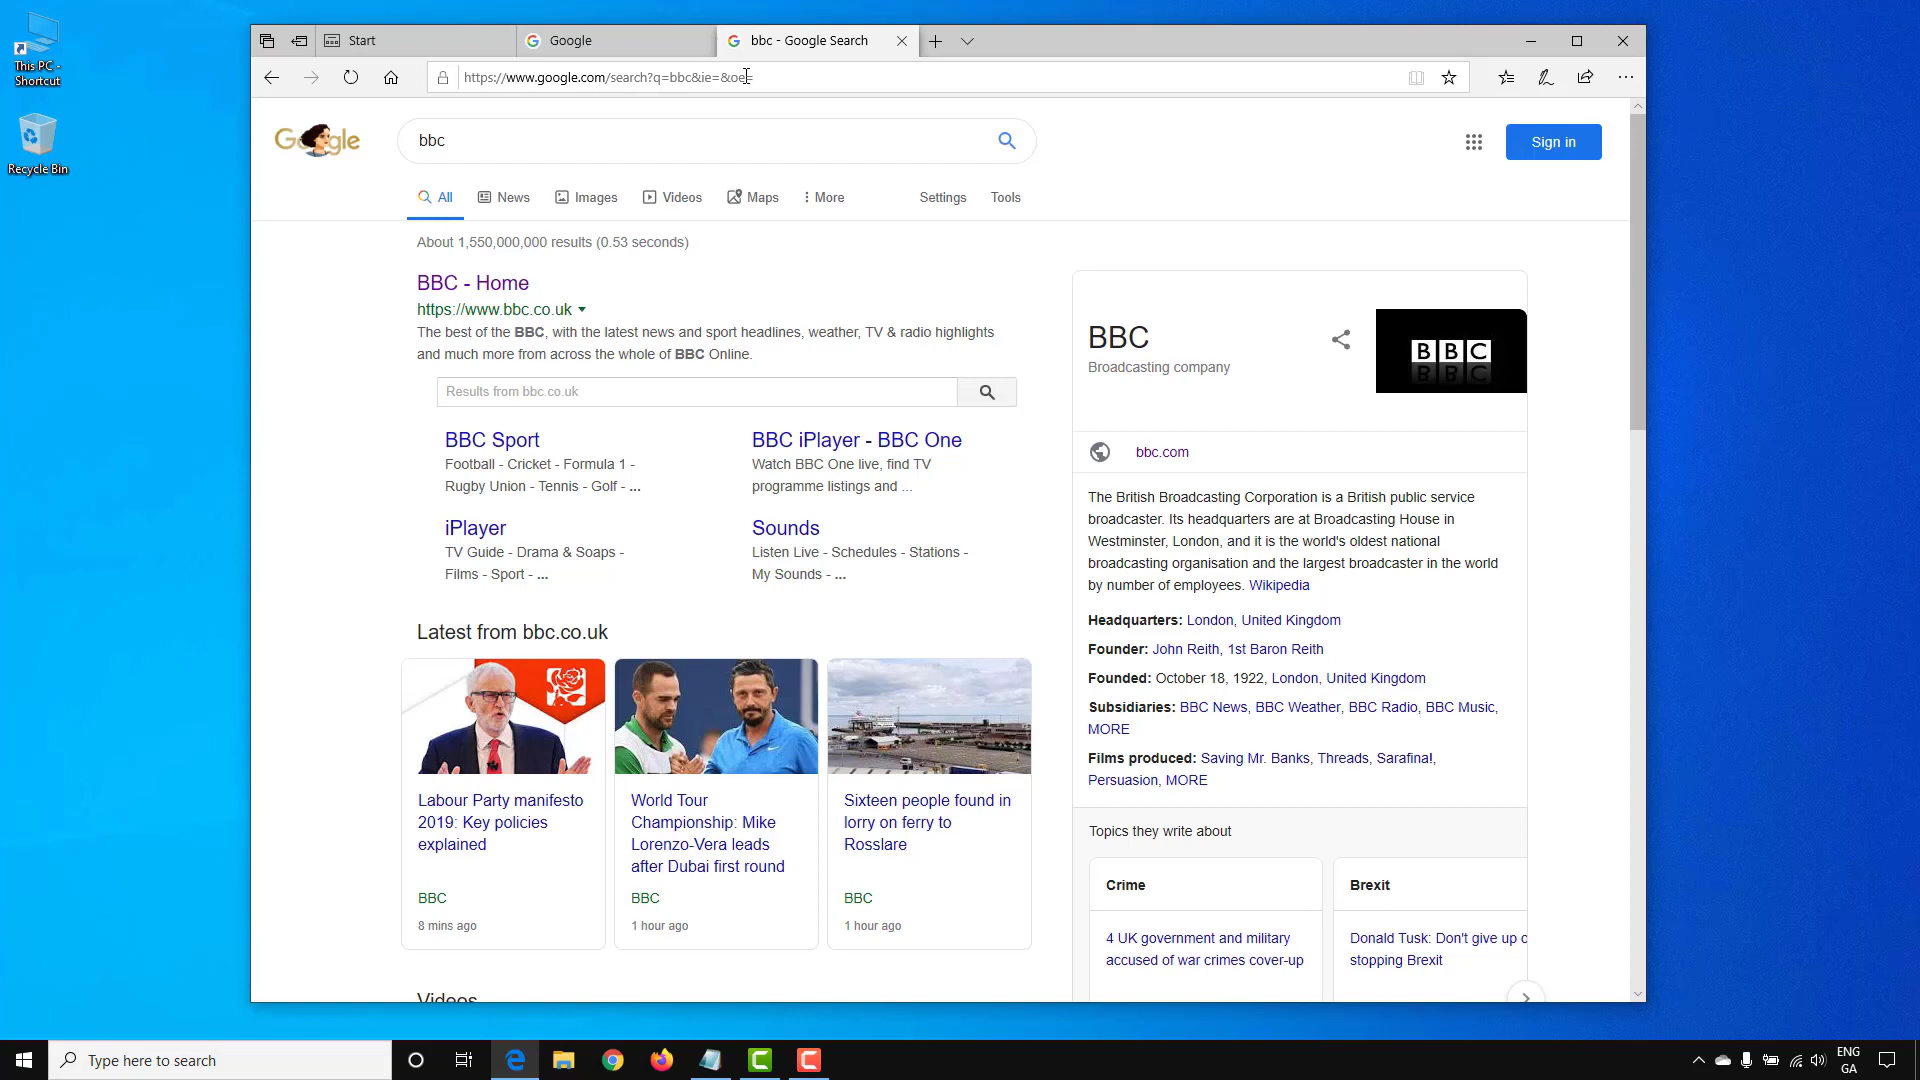 This PC -
Shortcut
Recycle Bin
Start
Google
bbc - Google Search
https://www.google.com/search?q=bbc&ie=&oe=
Google
bbc
Sign in
All
News
Images
Videos
Maps
More
Settings
Tools
About 1,550,000,000 results (0.53 seconds)
BBC - Home
https://www.bbc.co.uk
The best of the BBC, with the latest news and sport headlines, weather, TV & radio highlights
and much more from across the whole of BBC Online.
Results from bbc.co.uk
BBC Sport
Football - Cricket - Formula 1 -
Rugby Union - Tennis - Golf - ...
BBC iPlayer - BBC One
Watch BBC One live, find TV
programme listings and ...
iPlayer
TV Guide - Drama & Soaps -
Films - Sport - ...
Sounds
Listen Live - Schedules - Stations -
My Sounds - ...
Latest from bbc.co.uk
Labour Party manifesto
2019: Key policies
explained
BBC
8 mins ago
World Tour
Championship: Mike
Lorenzo-Vera leads
after Dubai first round
BBC
1 hour ago
Sixteen people found in
lorry on ferry to
Rosslare
BBC
1 hour ago
Videos
BBC
Broadcasting company
BBC
bbc.com
The British Broadcasting Corporation is a British public service
broadcaster. Its headquarters are at Broadcasting House in
Westminster, London, and it is the world's oldest national
broadcasting organisation and the largest broadcaster in the world
by number of employees. Wikipedia
Headquarters: London, United Kingdom
Founder: John Reith, 1st Baron Reith
Founded: October 18, 1922, London, United Kingdom
Subsidiaries: BBC News, BBC Weather, BBC Radio, BBC Music,
MORE
Films produced: Saving Mr. Banks, Threads, Sarafina!,
Persuasion, MORE
Topics they write about
Crime
4 UK government and military
accused of war crimes cover-up
Brexit
Donald Tusk: Don't give up o
stopping Brexit
Type here to search
ENG
GA